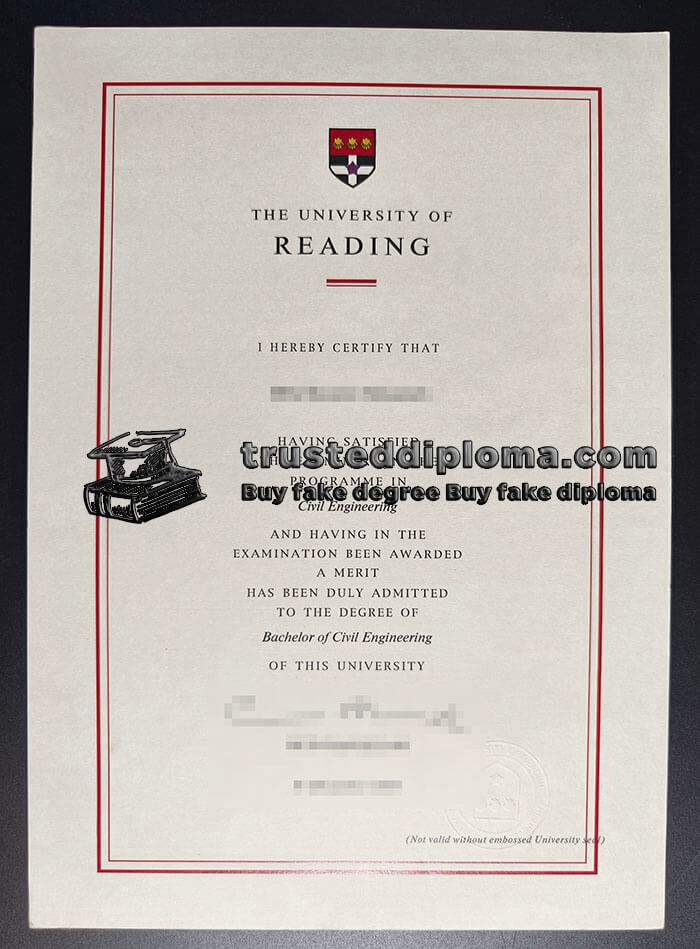 THE UNIVERSITY OF
READING
I HEREBY CERTIFY THAT
HAVING SATISFIED
trusteddiploma.com
PROGRAMME IN
Buy fake degree Buy fake diploma
Civil Engineering
AND HAVING IN THE
EXAMINATION BEEN AWARDED
A MERIT
HAS BEEN DULY ADMITTED
TO THE DEGREE OF
Bachelor of Civil Engineering
OF THIS UNIVERSITY
(Not valid without embossed University seal)